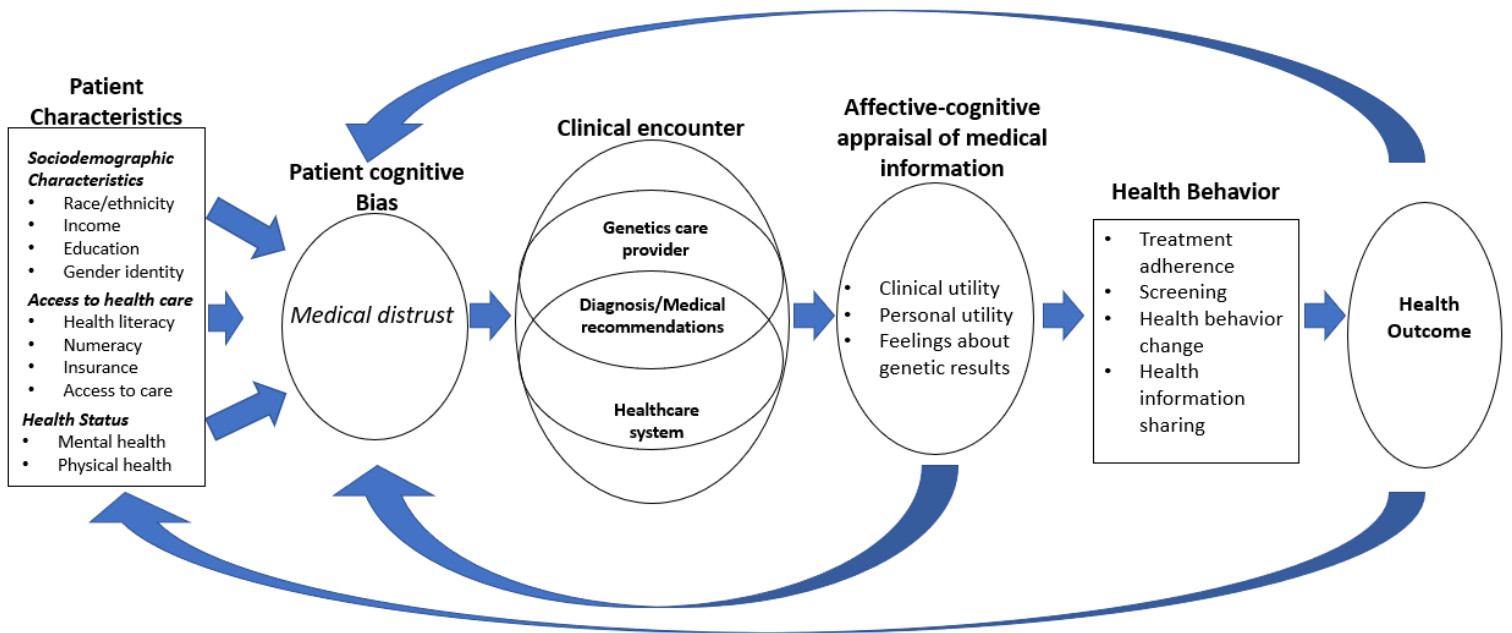 Patient
Characteristics
Sociodemographic
Characteristics
• Race/ethnicity
• Income
• Education
• Gender identity
Access to health care
• Health literacy
• Numeracy
• Insurance
• Access to care
Health Status
• Mental health
• Physical health
Patient cognitive
Bias
Medical distrust
Clinical encounter
Genetics care
provider
Diagnosis/Medical
recommendations
Healthcare
system
Affective-cognitive
appraisal of medical
information
• Clinical utility
• Personal utility
• Feelings about
genetic results
Health Behavior
• Treatment
adherence
• Screening
• Health behavior
change
• Health
information
sharing
Health
Outcome